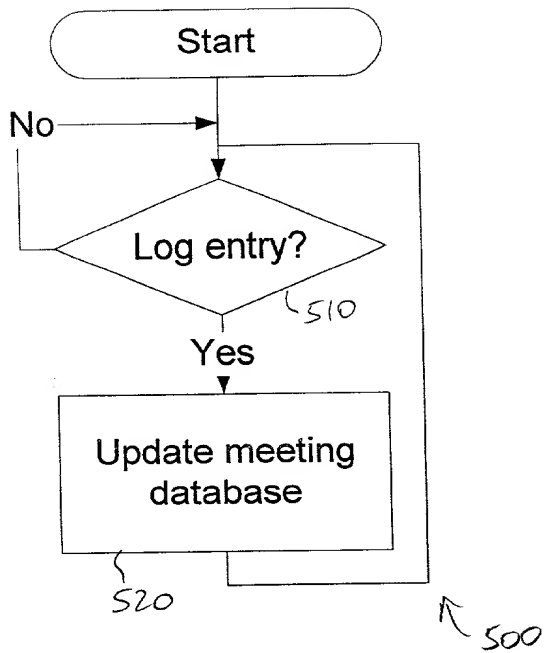 Start
No
Log entry?
510
Yes
Update meeting
database
520
500